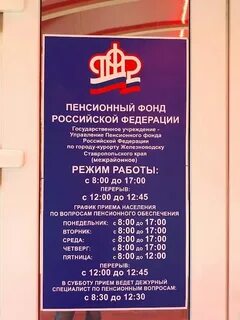 ПФР
ПЕНСИОННЫЙ ФОНД
РОССИЙСКОЙ ФЕДЕРАЦИИ
Государственное учреждение -
Управление Пенсионного фонда
Российской Федерации
по городу-курорту Железноводску
Ставропольского края
(межрайонное)
РЕЖИМ РАБОТЫ:
с 8:00 до 17:00
ПЕРЕРЫВ:
с 12:00 до 12:45
ГРАФИК ПРИЕМА НАСЕЛЕНИЯ
ПО ВОПРОСАМ ПЕНСИОННОГО ОБЕСПЕЧЕНИЯ
ПОНЕДЕЛЬНИК: с 8:00 до 17:00
ВТОРНИК: с 8:00 до 17:00
СРЕДА: с 8:00 до 17:00
ЧЕТВЕРГ: с 8:00 до 17:00
ПЯТНИЦА: с 8:00 до 12:00
ПЕРЕРЫВ:
с 12:00 до 12:45
В СУББОТУ ПРИЕМ ВЕДЕТ ДЕЖУРНЫЙ
СПЕЦИАЛИСТ ПО ПЕНСИОННЫМ ВОПРОСАМ:
с 8:30 до 12:30